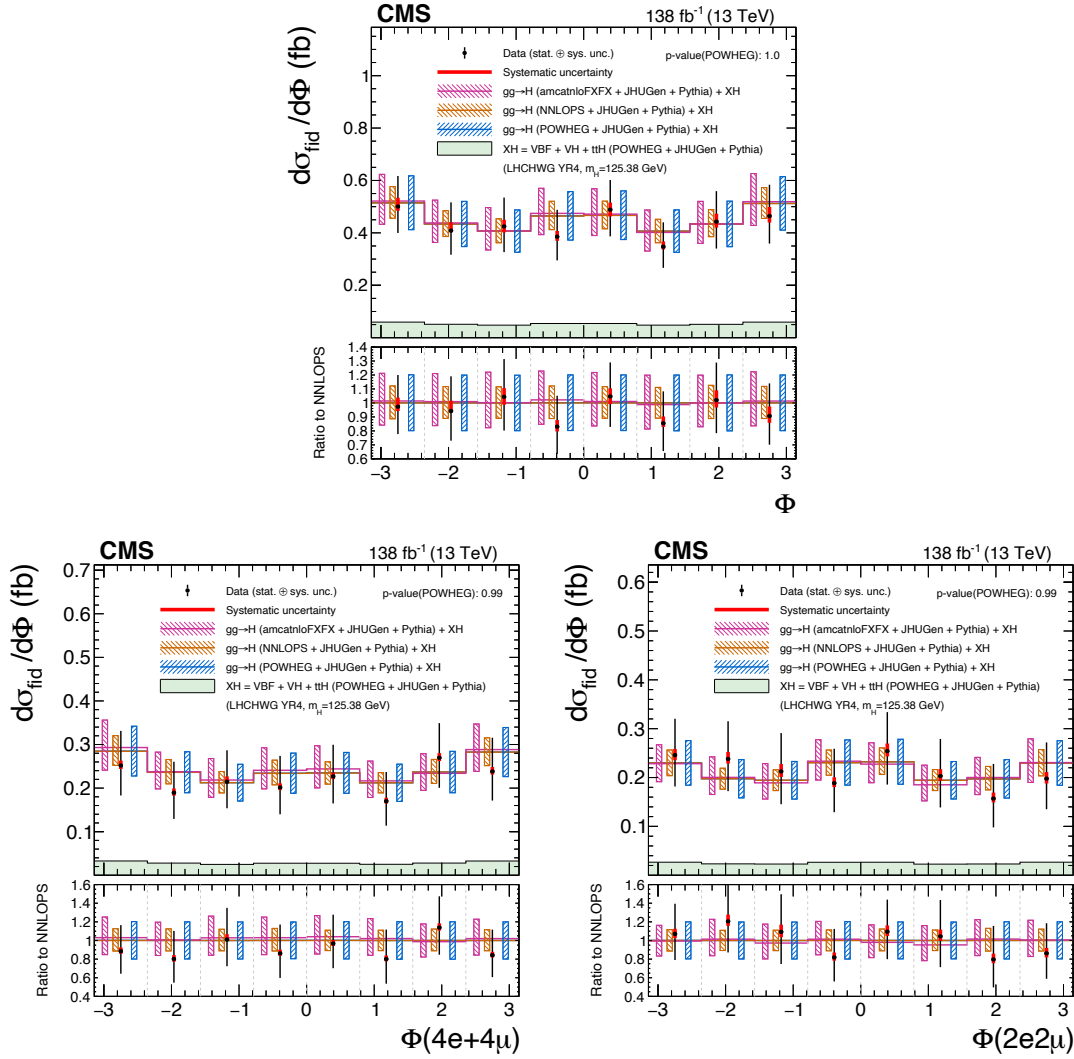 CMS 138 fb⁻¹ (13 TeV)
dσfid/dΦ (fb)
Data (stat. ⊕ sys. unc.) p-value(POWHEG): 1.0
Systematic uncertainty
gg→H (amcatnloFXFX + JHUGen + Pythia) + XH
gg→H (NNLOPS + JHUGen + Pythia) + XH
gg→H (POWHEG + JHUGen + Pythia) + XH
XH = VBF + VH + ttH (POWHEG + JHUGen + Pythia)
(LHCHWG YR4, mH=125.38 GeV)
1
0.8
0.6
0.4
0.2
Ratio to NNLOPS
1.4
1.3
1.2
1.1
1.0
0.9
0.8
0.7
0.6
−3 −2 −1 0 1 2 3
Φ
CMS 138 fb⁻¹ (13 TeV)
dσfid/dΦ (fb)
Data (stat. ⊕ sys. unc.) p-value(POWHEG): 0.99
Systematic uncertainty
gg→H (amcatnloFXFX + JHUGen + Pythia) + XH
gg→H (NNLOPS + JHUGen + Pythia) + XH
gg→H (POWHEG + JHUGen + Pythia) + XH
XH = VBF + VH + ttH (POWHEG + JHUGen + Pythia)
(LHCHWG YR4, mH=125.38 GeV)
0.7
0.6
0.5
0.4
0.3
0.2
0.1
Ratio to NNLOPS
1.6
1.4
1.2
1
0.8
0.6
0.4
−3 −2 −1 0 1 2 3
Φ(4e+4μ)
CMS 138 fb⁻¹ (13 TeV)
dσfid/dΦ (fb)
Data (stat. ⊕ sys. unc.) p-value(POWHEG): 0.99
Systematic uncertainty
gg→H (amcatnloFXFX + JHUGen + Pythia) + XH
gg→H (NNLOPS + JHUGen + Pythia) + XH
gg→H (POWHEG + JHUGen + Pythia) + XH
XH = VBF + VH + ttH (POWHEG + JHUGen + Pythia)
(LHCHWG YR4, mH=125.38 GeV)
0.6
0.5
0.4
0.3
0.2
0.1
Ratio to NNLOPS
1.6
1.4
1.2
1
0.8
0.6
0.4
−3 −2 −1 0 1 2 3
Φ(2e2μ)